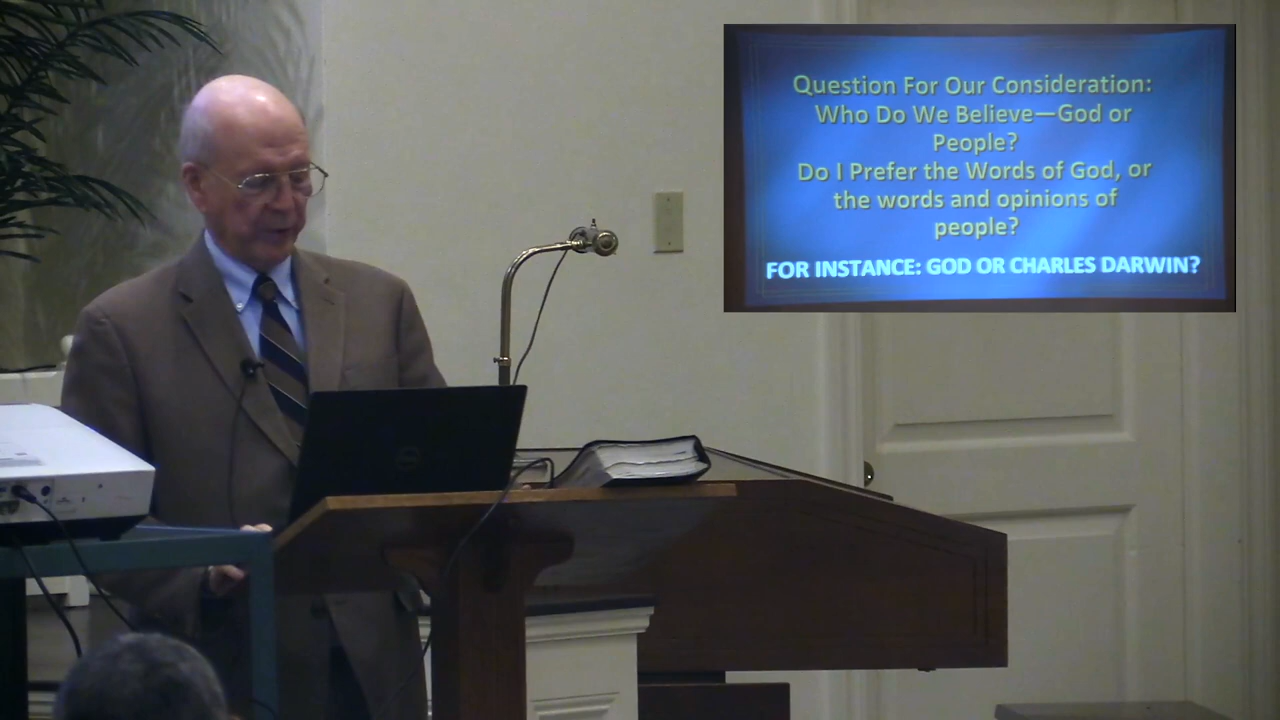 Question For Our Consideration:
Who Do We Believe—God or
People?
Do I Prefer the Words of God, or
the words and opinions of
people?
FOR INSTANCE: GOD OR CHARLES DARWIN?